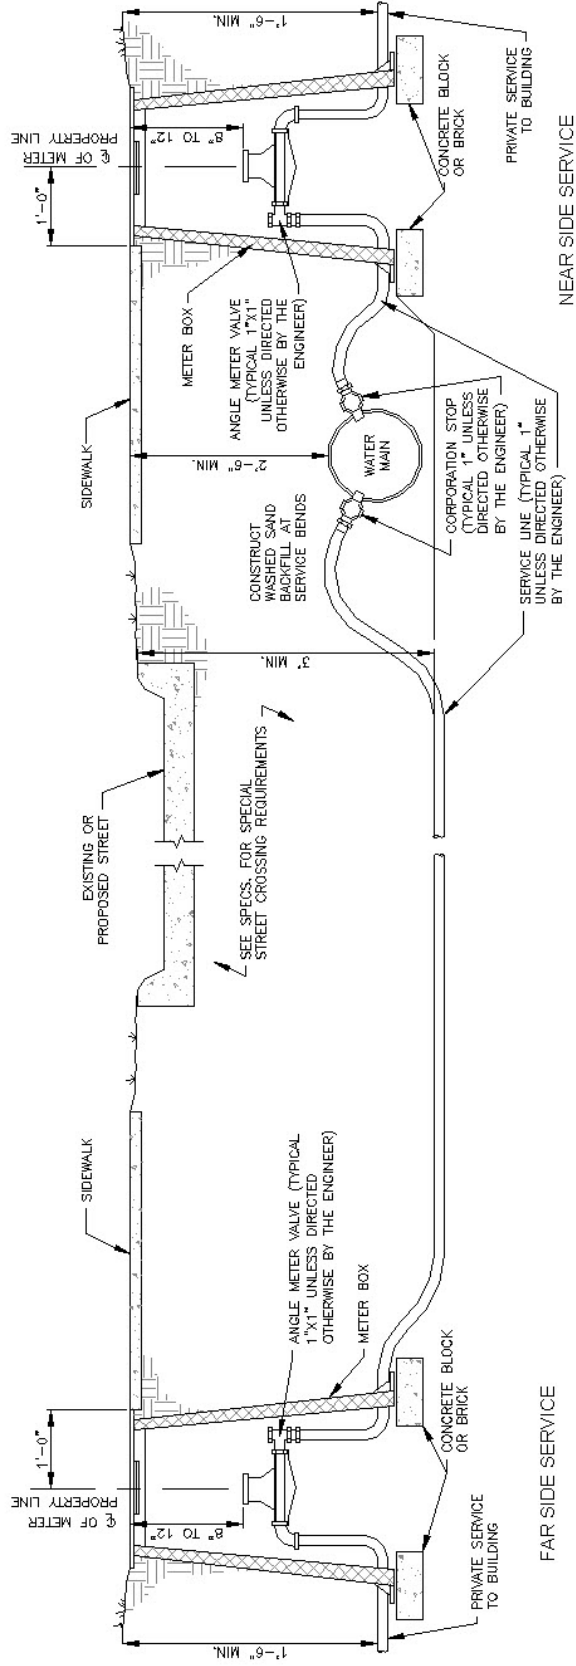 1'-6" MIN.
PROPERTY LINE
℄ OF METER
8" TO 12"
1'-0"
SIDEWALK
ANGLE METER VALVE (TYPICAL
1"X1" UNLESS DIRECTED
OTHERWISE BY THE ENGINEER)
METER BOX
CONCRETE BLOCK
OR BRICK
PRIVATE SERVICE
TO BUILDING
FAR SIDE SERVICE
EXISTING OR
PROPOSED STREET
SEE SPECS. FOR SPECIAL
STREET CROSSING REQUIREMENTS
3' MIN.
CONSTRUCT
WASHED SAND
BACKFILL AT
SERVICE BENDS
SIDEWALK
2'-6" MIN.
WATER
MAIN
METER BOX
ANGLE METER VALVE
(TYPICAL 1"X1"
UNLESS DIRECTED
OTHERWISE BY THE
ENGINEER)
CORPORATION STOP
(TYPICAL 1" UNLESS
DIRECTED OTHERWISE
BY THE ENGINEER)
SERVICE LINE (TYPICAL 1"
UNLESS DIRECTED OTHERWISE
BY THE ENGINEER)
1'-0"
PROPERTY LINE
℄ OF METER
8" TO 12"
1'-6" MIN.
CONCRETE BLOCK
OR BRICK
PRIVATE SERVICE
TO BUILDING
NEAR SIDE SERVICE